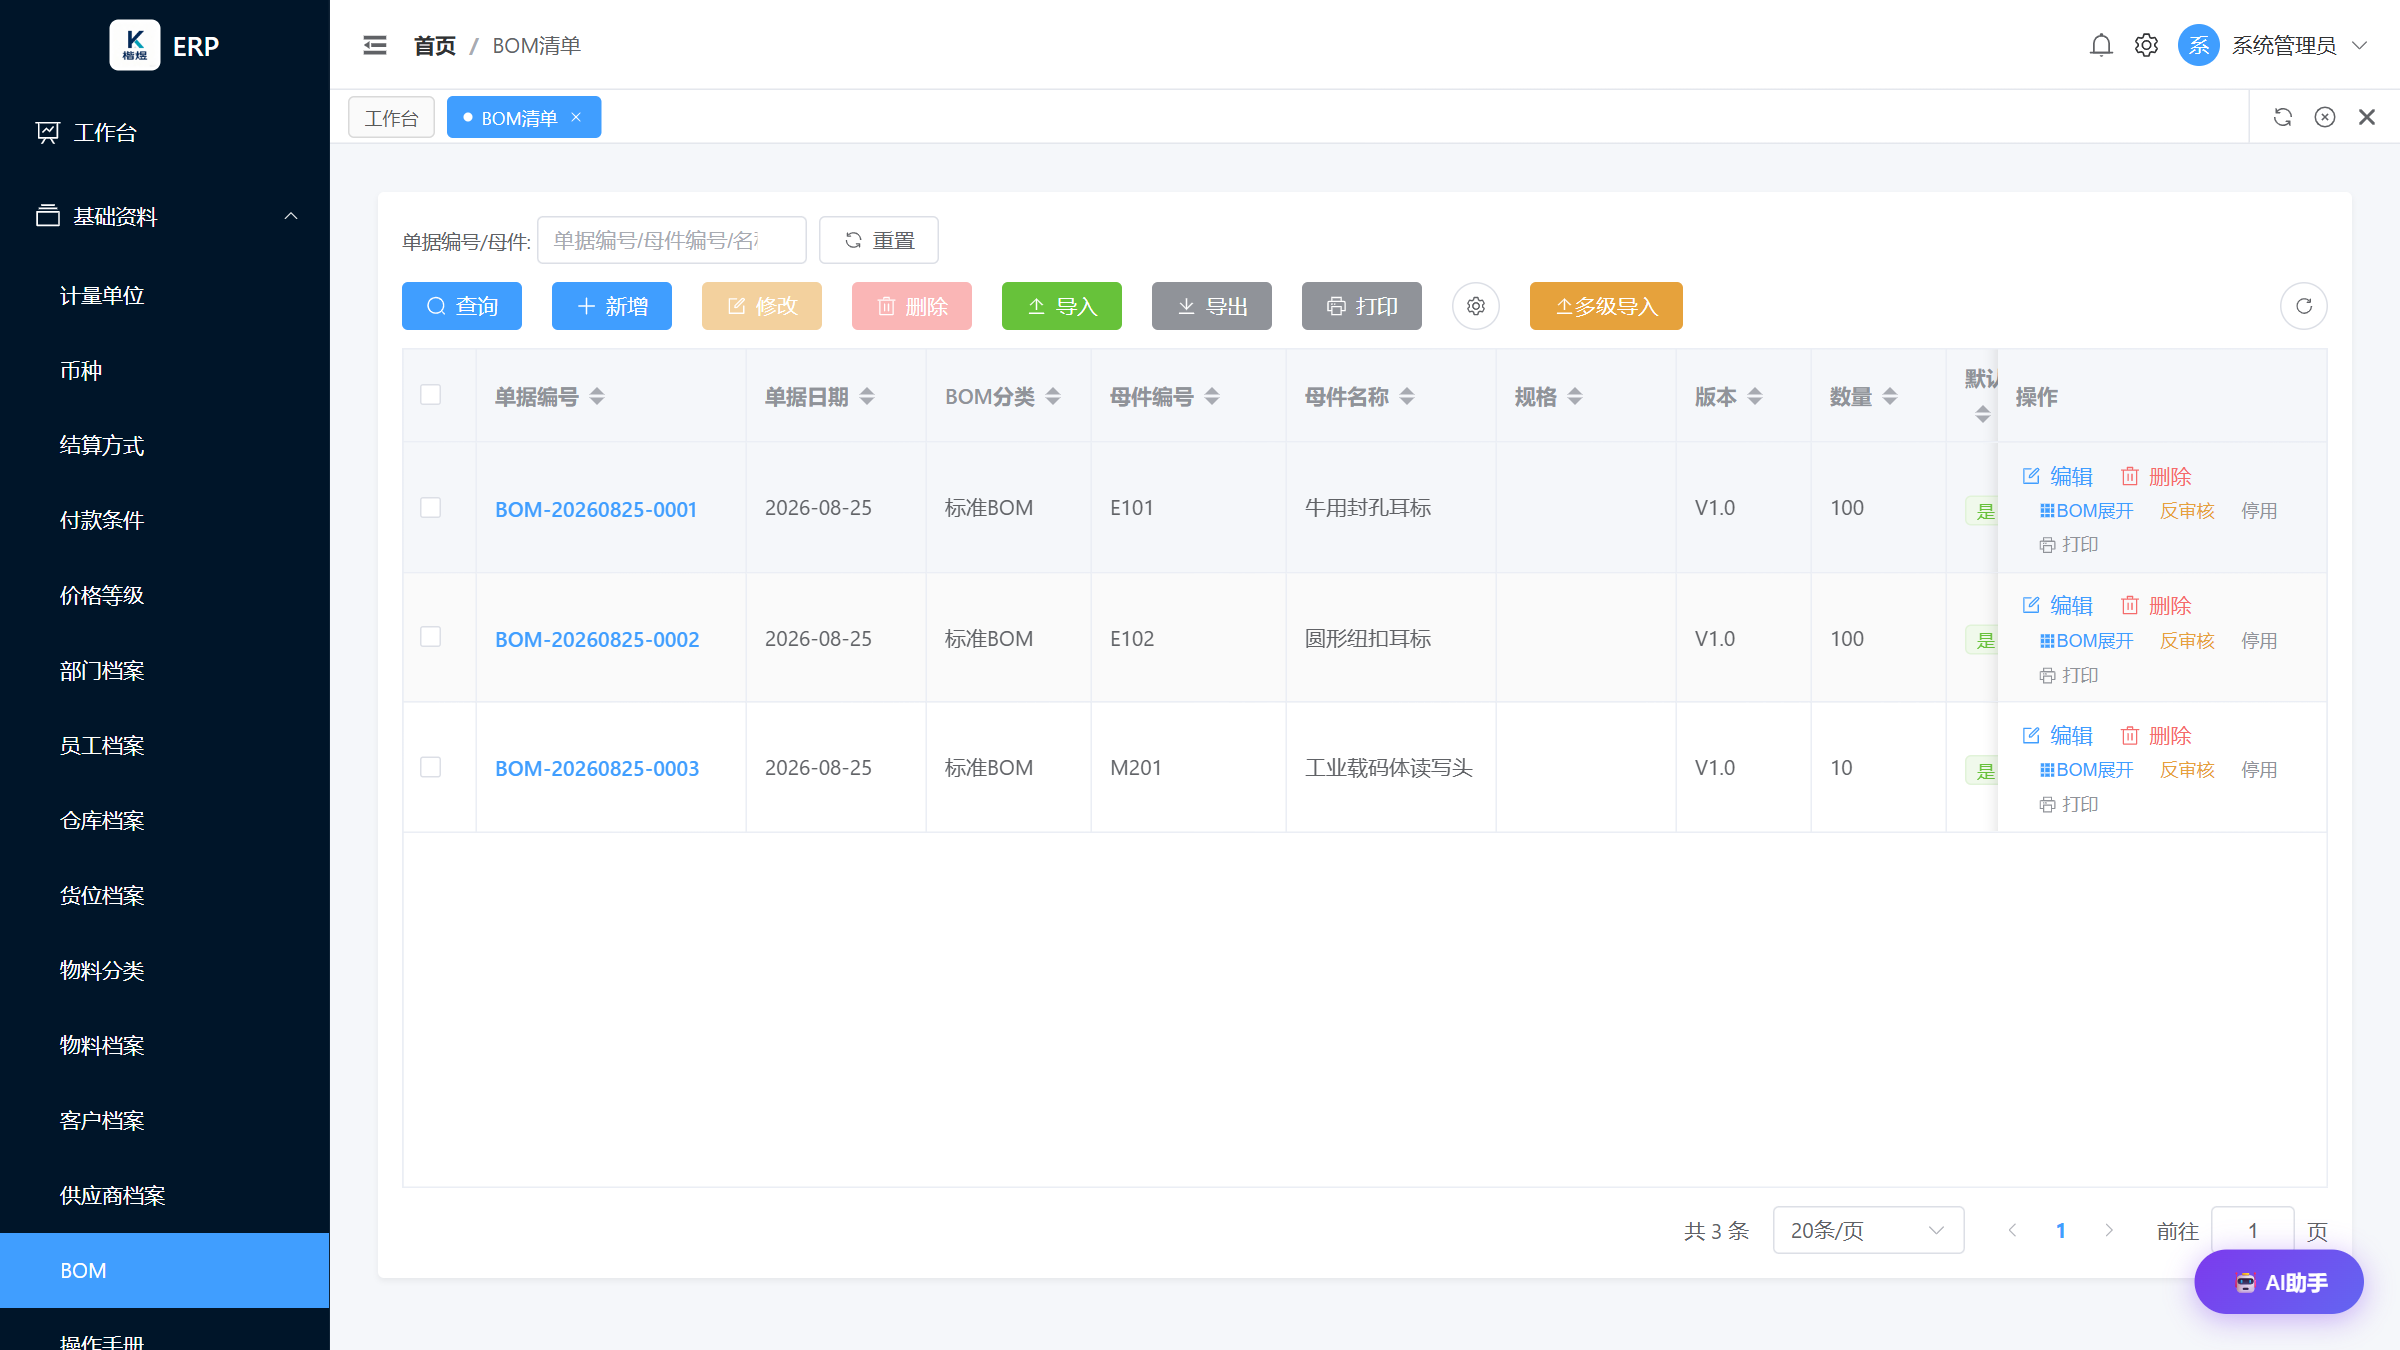 K
楷煜
ERP
工作台
基础资料
计量单位
币种
结算方式
付款条件
价格等级
部门档案
员工档案
仓库档案
货位档案
物料分类
物料档案
客户档案
供应商档案
BOM
操作手册
首页 / BOM清单
系 系统管理员
工作台
BOM清单
单据编号/母件: 单据编号/母件编号/名 重置
查询 新增 修改 删除 导入 导出 打印 多级导入
单据编号 单据日期 BOM分类 母件编号 母件名称 规格 版本 数量 默认 操作
BOM-20260825-0001 2026-08-25 标准BOM E101 牛用封孔耳标 V1.0 100 是
编辑 删除
BOM展开 反审核 停用
打印
BOM-20260825-0002 2026-08-25 标准BOM E102 圆形纽扣耳标 V1.0 100 是
编辑 删除
BOM展开 反审核 停用
打印
BOM-20260825-0003 2026-08-25 标准BOM M201 工业载码体读写头 V1.0 10 是
编辑 删除
BOM展开 反审核 停用
打印
共 3 条 20条/页 1 前往 1 页
AI助手